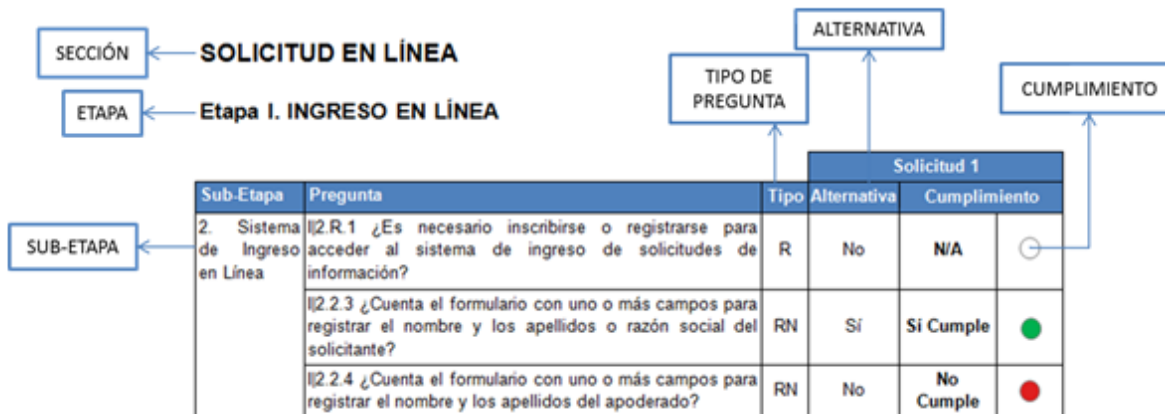 ALTERNATIVA
SECCIÓN
SOLICITUD EN LÍNEA
TIPO DE
PREGUNTA
CUMPLIMIENTO
ETAPA
Etapa I. INGRESO EN LÍNEA
Solicitud 1
Sub-Etapa Pregunta Tipo Alternativa Cumplimiento
SUB-ETAPA
2. Sistema
de Ingreso
en Línea
I|2.R.1 ¿Es necesario inscribirse o registrarse para
acceder al sistema de ingreso de solicitudes de
información?
R
No
N/A
I|2.2.3 ¿Cuenta el formulario con uno o más campos para
registrar el nombre y los apellidos o razón social del
solicitante?
RN
Sí
Sí Cumple
I|2.2.4 ¿Cuenta el formulario con uno o más campos para
registrar el nombre y los apellidos del apoderado?
RN
No
No
Cumple